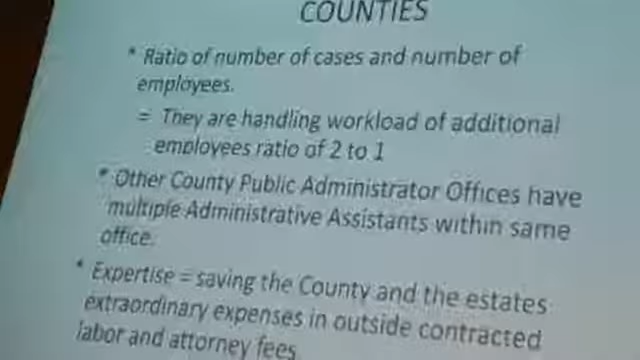 COUNTIES
* Ratio of number of cases and number of
employees.
= They are handling workload of additional
employees ratio of 2 to 1
* Other County Public Administrator Offices have
multiple Administrative Assistants within same
office.
* Expertise = saving the County and the estates
extraordinary expenses in outside contracted
labor and attorney fees